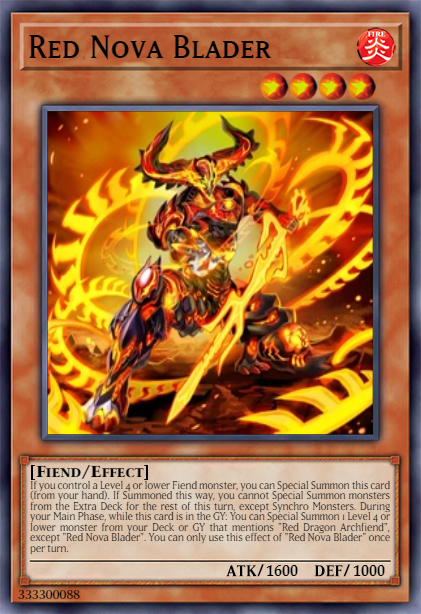 Red Nova Blader
FIRE
炎
[Fiend/Effect]
If you control a Level 4 or lower Fiend monster, you can Special Summon this card
(from your hand). If Summoned this way, you cannot Special Summon monsters
from the Extra Deck for the rest of this turn, except Synchro Monsters. During
your Main Phase, while this card is in the GY: You can Special Summon 1 Level 4 or
lower monster from your Deck or GY that mentions "Red Dragon Archfiend",
except "Red Nova Blader". You can only use this effect of "Red Nova Blader" once
per turn.
ATK/1600 DEF/1000
333300088